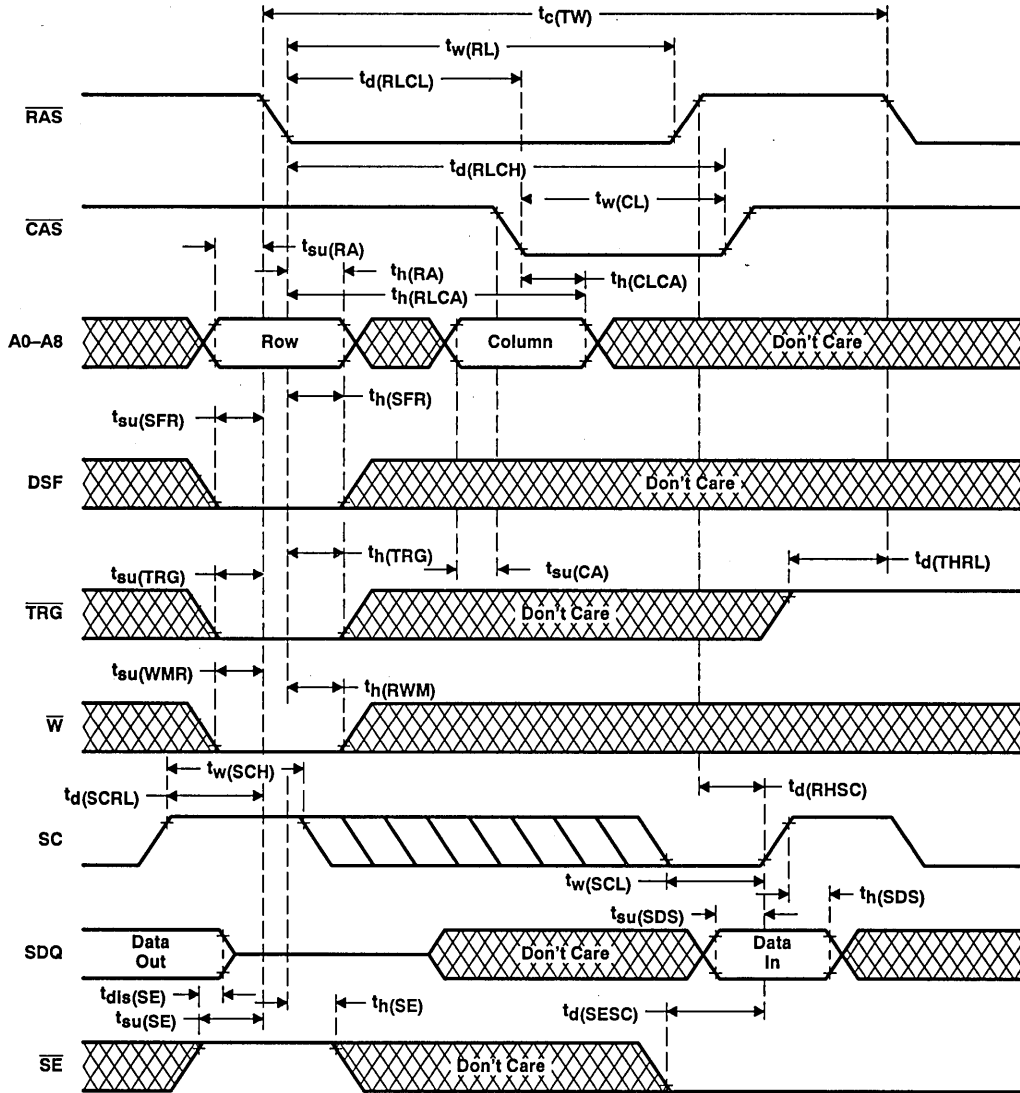 tc(TW)
tw(RL)
td(RLCL)
RAS
td(RLCH)
tw(CL)
CAS
tsu(RA)
th(RA)
th(CLCA)
th(RLCA)
A0–A8
Row
Column
Don't Care
tsu(SFR)
th(SFR)
DSF
Don't Care
th(TRG)
td(THRL)
tsu(TRG)
tsu(CA)
TRG
Don't Care
tsu(WMR)
th(RWM)
W
tw(SCH)
td(SCRL)
td(RHSC)
SC
tw(SCL)
th(SDS)
tsu(SDS)
SDQ
Data
Out
Don't Care
Data
In
tdis(SE)
th(SE)
tsu(SE)
td(SESC)
SE
Don't Care